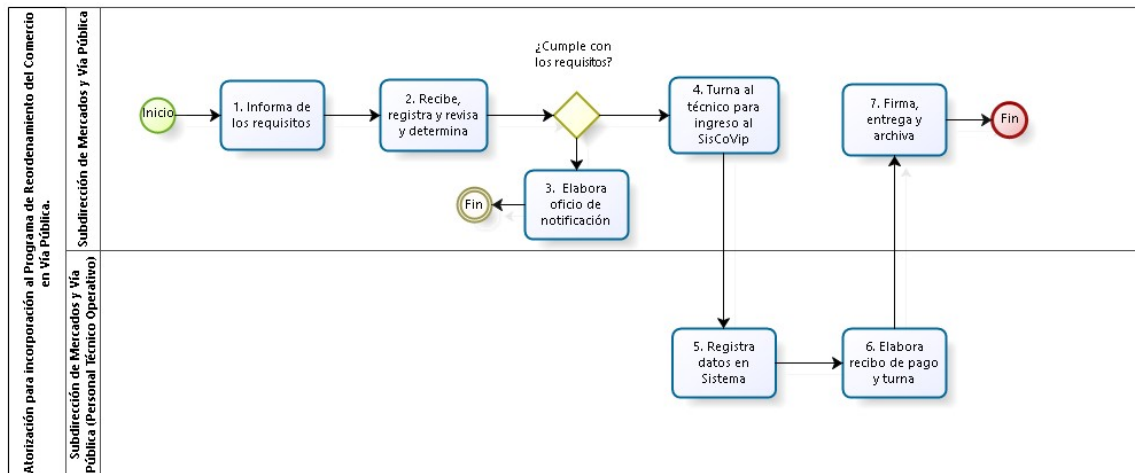 Atorización para incorporación al Programa de Reordenamiento del Comercio
en Vía Pública.
Subdirección de Mercados y Vía Pública
¿Cumple con
los requisitos?
Inicio
1. Informa de
los requisitos
2. Recibe,
registra y revisa
y determina
4. Turna al
técnico para
ingreso al
SisCoVip
7. Firma,
entrega y
archiva
Fin
3. Elabora
oficio de
notificación
Fin
Subdirección de Mercados y Vía
Pública (Personal Técnico Operativo)
5. Registra
datos en
Sistema
6. Elabora
recibo de pago
y turna